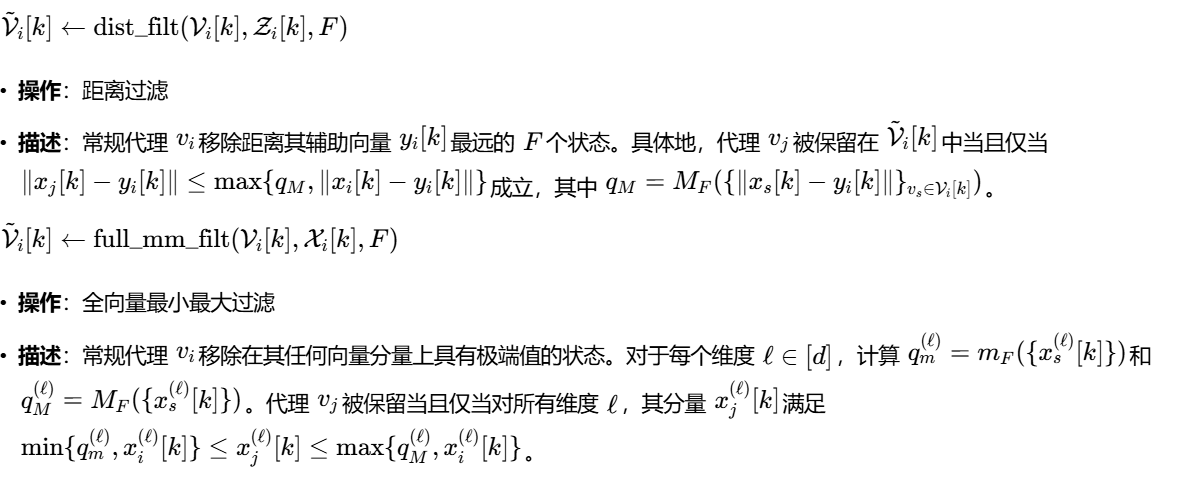 $\tilde{\mathcal{V}}_i[k] \leftarrow \text{dist\_filt}(\mathcal{V}_i[k], \mathcal{Z}_i[k], F)$
• 操作：距离过滤
• 描述：常规代理 $v_i$ 移除距离其辅助向量 $y_i[k]$ 最远的 $F$ 个状态。具体地，代理 $v_j$ 被保留在 $\tilde{\mathcal{V}}_i[k]$ 中当且仅当
$\|x_j[k] - y_i[k]\| \leq \max\{q_M, \|x_i[k] - y_i[k]\|\}$ 成立，其中 $q_M = M_F(\{\|x_s[k] - y_i[k]\|\}_{v_s \in \mathcal{V}_i[k]})$ 。
$\tilde{\mathcal{V}}_i[k] \leftarrow \text{full\_mm\_filt}(\mathcal{V}_i[k], \mathcal{X}_i[k], F)$
• 操作：全向量最小最大过滤
• 描述：常规代理 $v_i$ 移除在其任何向量分量上具有极端值的状态。对于每个维度 $\ell \in [d]$ ，计算 $q_m^{(\ell)} = m_F(\{x_s^{(\ell)}[k]\})$ 和
$q_M^{(\ell)} = M_F(\{x_s^{(\ell)}[k]\})$ 。代理 $v_j$ 被保留当且仅当对所有维度 $\ell$ ，其分量 $x_j^{(\ell)}[k]$ 满足
$\min\{q_m^{(\ell)}, x_i^{(\ell)}[k]\} \leq x_j^{(\ell)}[k] \leq \max\{q_M^{(\ell)}, x_i^{(\ell)}[k]\}$ 。